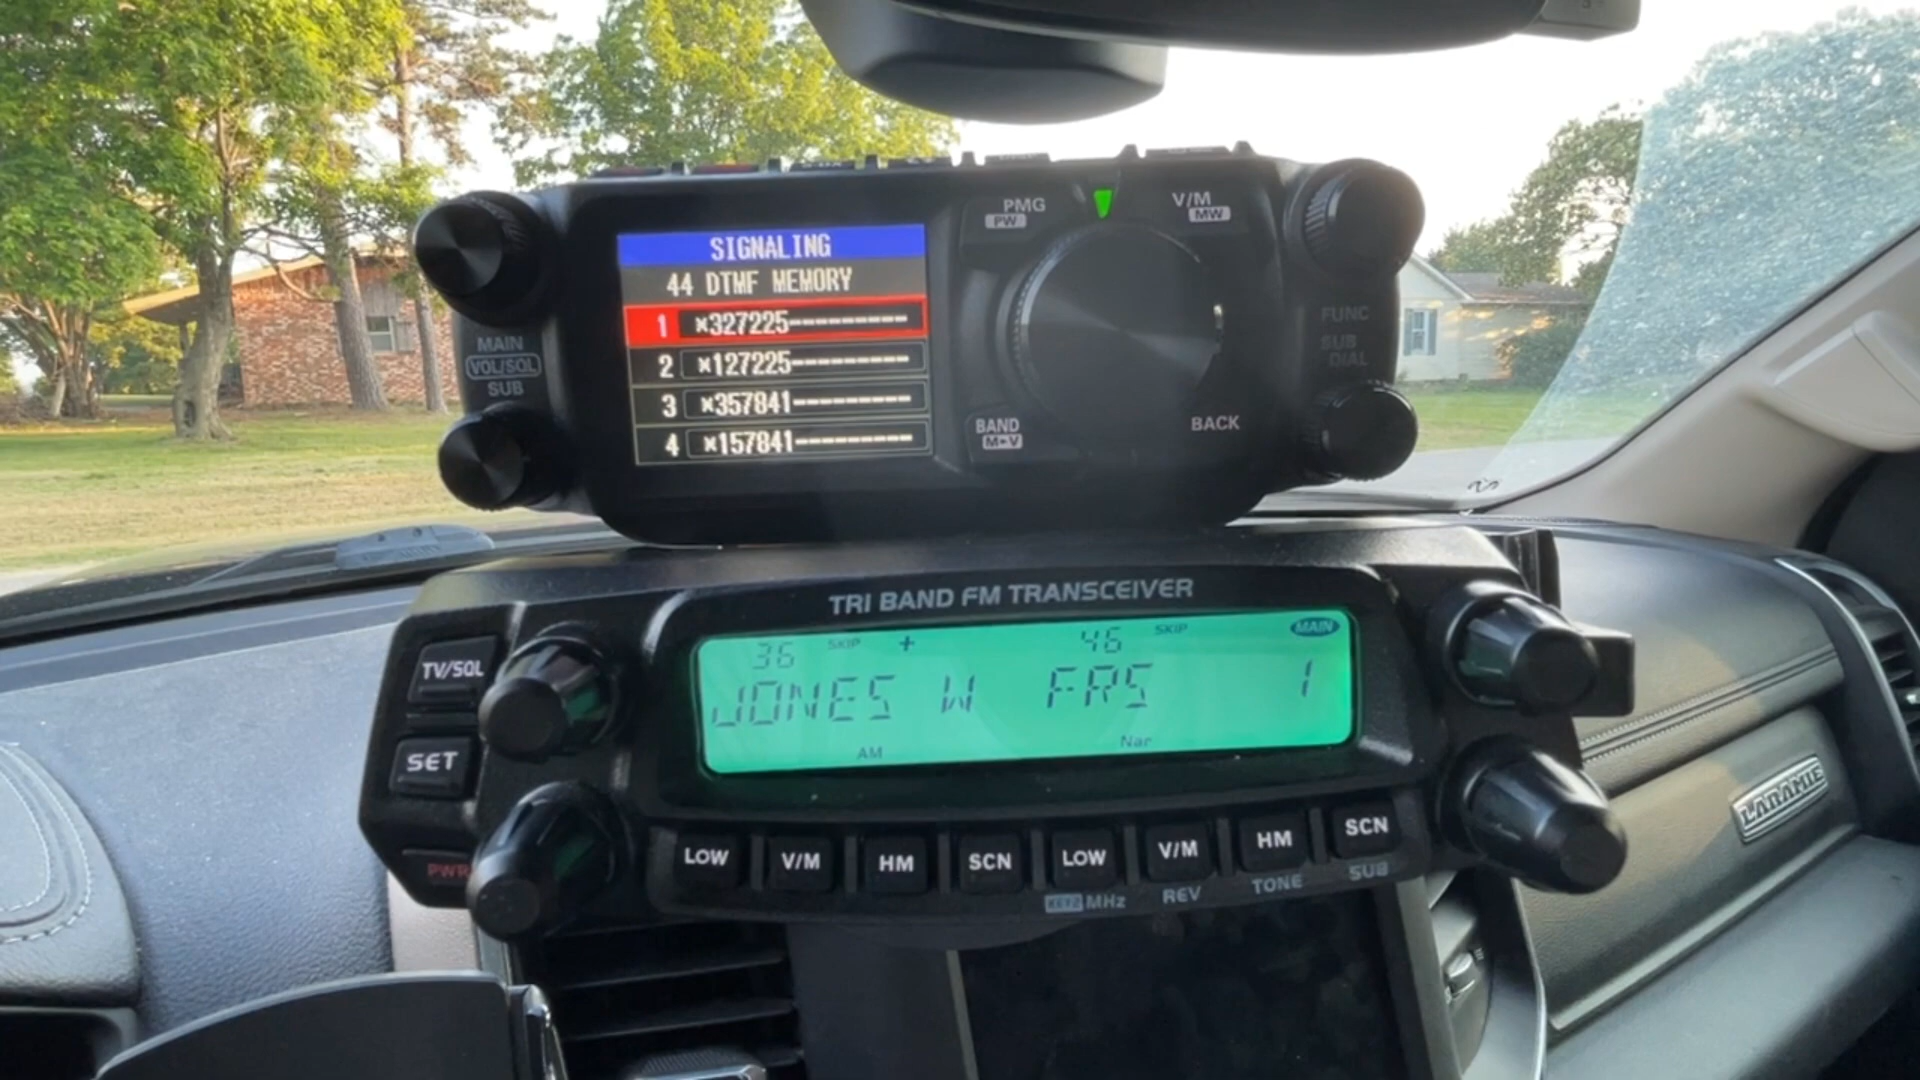 PMG
PW
V/M
MW
SIGNALING
44 DTMF MEMORY
1 *327225---------
2 *127225---------
3 *357841---------
4 *157841---------
MAIN
VOL/SQL
SUB
FUNC
SUB
DIAL
BAND
M▸V
BACK
TRI BAND FM TRANSCEIVER
TV/SQL
SET
PWR
36 SKIP + 46 SKIP MAIN
JONES W FRS 1
AM Nar
LOW V/M HM SCN LOW V/M HM SCN
KEY2 MHz REV TONE SUB
LARAMIE